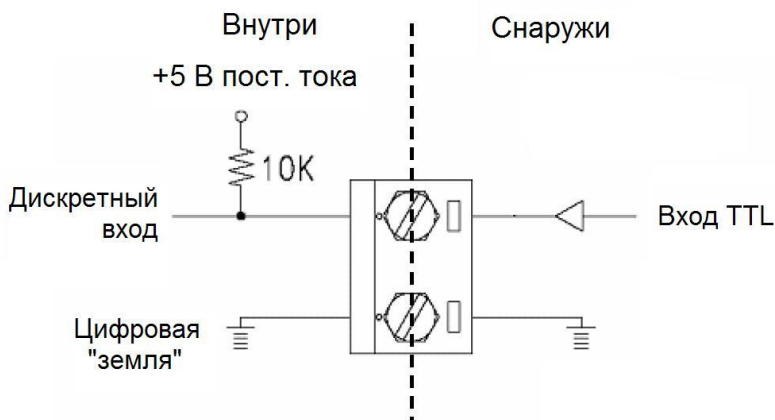 Внутри
Снаружи
+5 В пост. тока
10K
Дискретный
вход
Вход TTL
Цифровая
"земля"